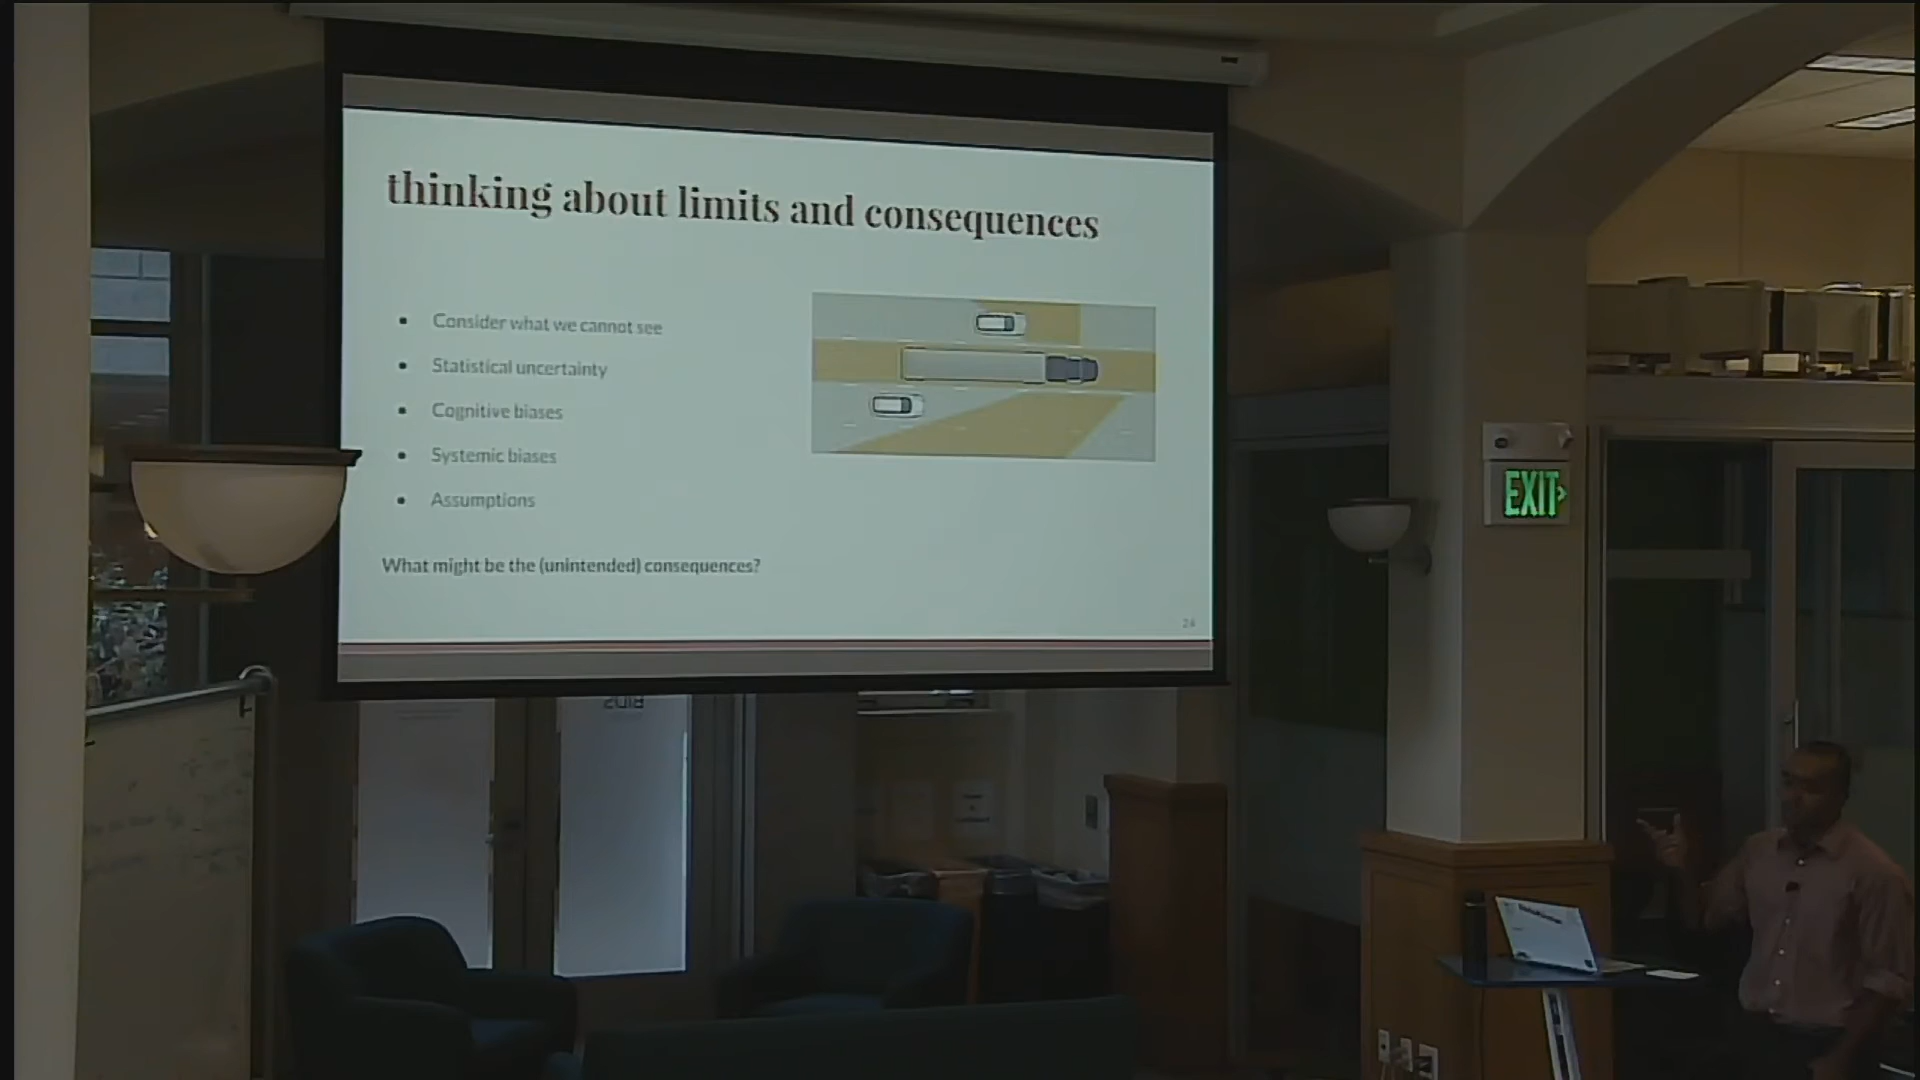 thinking about limits and consequences
• Consider what we cannot see
• Statistical uncertainty
• Cognitive biases
• Systemic biases
• Assumptions
What might be the (unintended) consequences?
24
EXIT